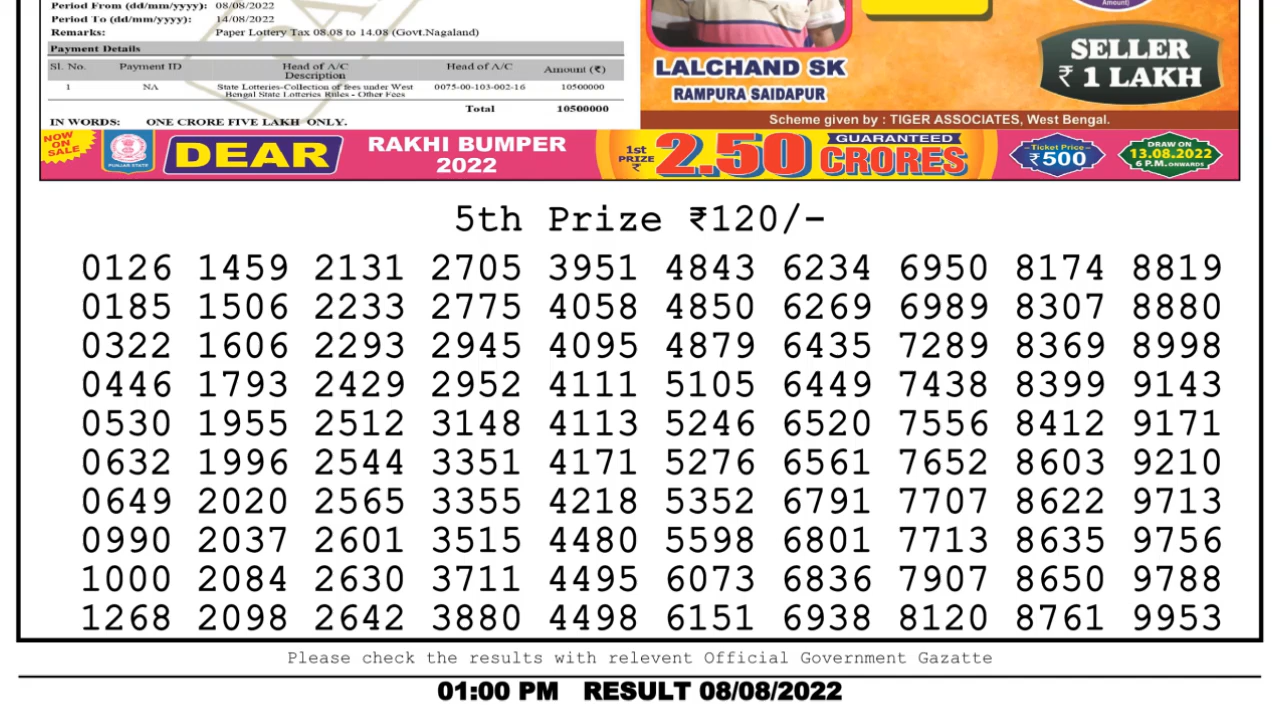 Period From (dd/mm/yyyy): 08/08/2022
Period To (dd/mm/yyyy): 14/08/2022
Remarks: Paper Lottery Tax 08.08 to 14.08 (Govt.Nagaland)
Payment Details
Sl. No. Payment ID Head of A/C Description Head of A/C Amount (₹)
1 NA State Lotteries-Collection of fees under West 0075-00-103-002-16 10500000
Bengal State Lotteries Rules - Other Fees
Total 10500000
IN WORDS: ONE CRORE FIVE LAKH ONLY.
Amount)
SELLER
₹ 1 LAKH
LALCHAND SK
RAMPURA SAIDAPUR
Scheme given by : TIGER ASSOCIATES, West Bengal.
NOW ON SALE
PUNJAB STATE
DEAR
RAKHI BUMPER
2022
1st PRIZE ₹
2.50
GUARANTEED
CRORES
Ticket Price
₹500
DRAW ON
13.08.2022
6 P.M. ONWARDS
5th Prize ₹120/-
0126 1459 2131 2705 3951 4843 6234 6950 8174 8819
0185 1506 2233 2775 4058 4850 6269 6989 8307 8880
0322 1606 2293 2945 4095 4879 6435 7289 8369 8998
0446 1793 2429 2952 4111 5105 6449 7438 8399 9143
0530 1955 2512 3148 4113 5246 6520 7556 8412 9171
0632 1996 2544 3351 4171 5276 6561 7652 8603 9210
0649 2020 2565 3355 4218 5352 6791 7707 8622 9713
0990 2037 2601 3515 4480 5598 6801 7713 8635 9756
1000 2084 2630 3711 4495 6073 6836 7907 8650 9788
1268 2098 2642 3880 4498 6151 6938 8120 8761 9953
Please check the results with relevent Official Government Gazatte
01:00 PM RESULT 08/08/2022